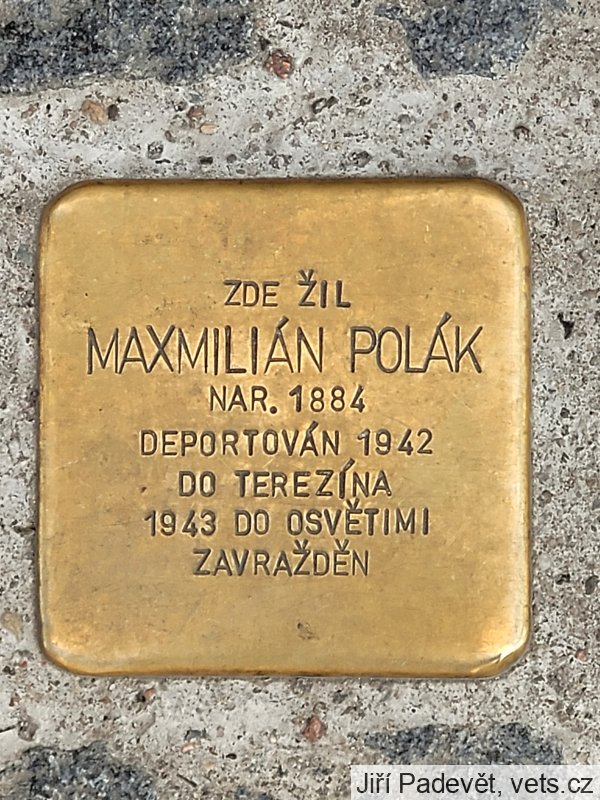 ZDE ŽIL
MAXMILIÁN POLÁK
NAR. 1884
DEPORTOVÁN 1942
DO TEREZÍNA
1943 DO OSVĚTIMI
ZAVRAŽDĚN
Jiří Padevět, vets.cz